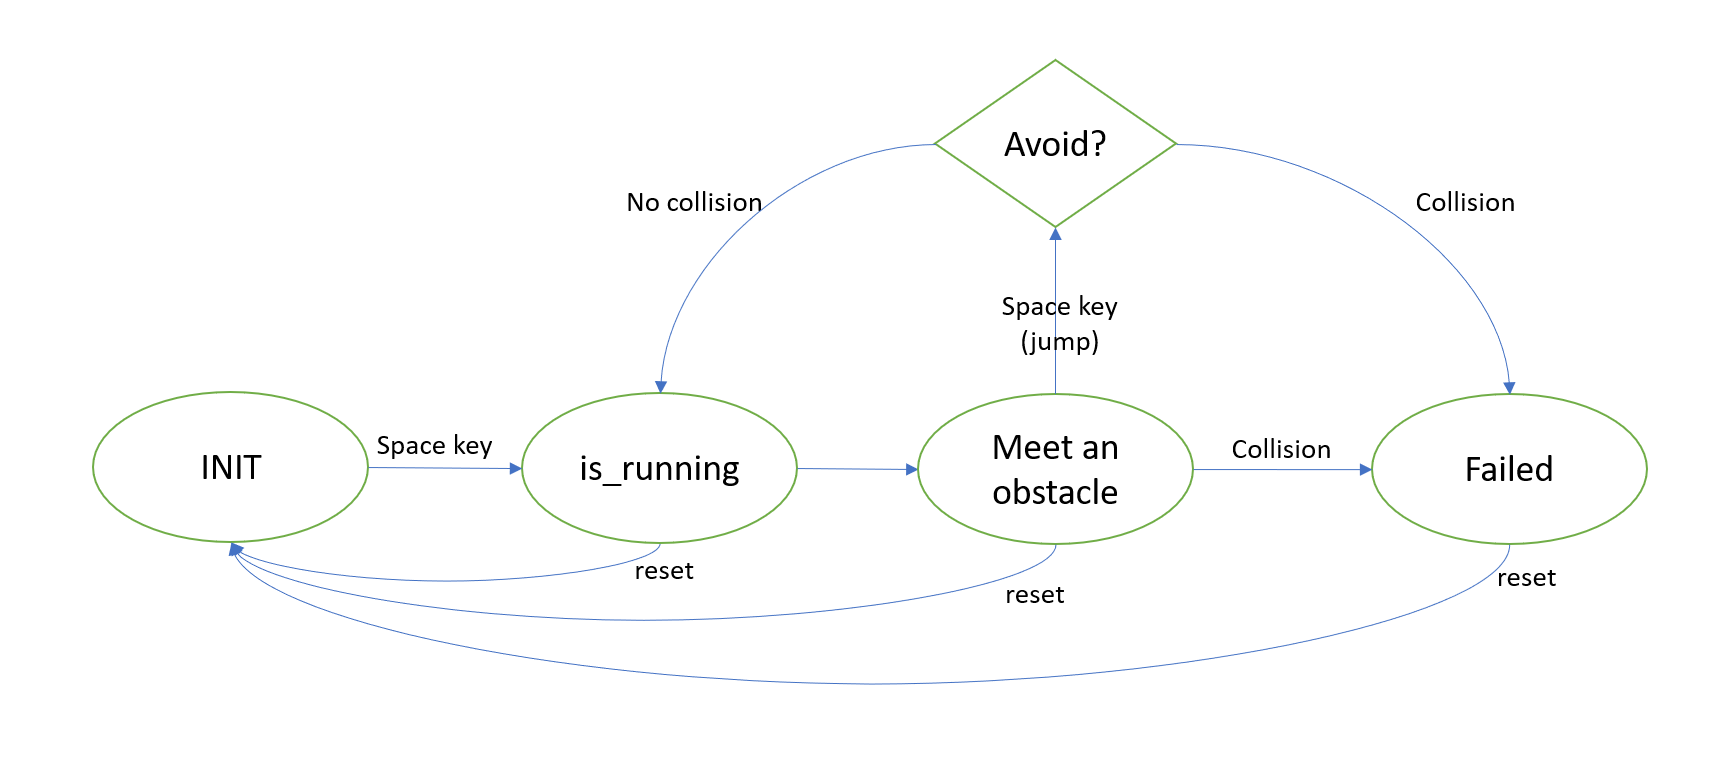 Avoid?
No collision
Collision
Space key
(jump)
INIT
Space key
is_running
Meet an
obstacle
Collision
Failed
reset
reset
reset